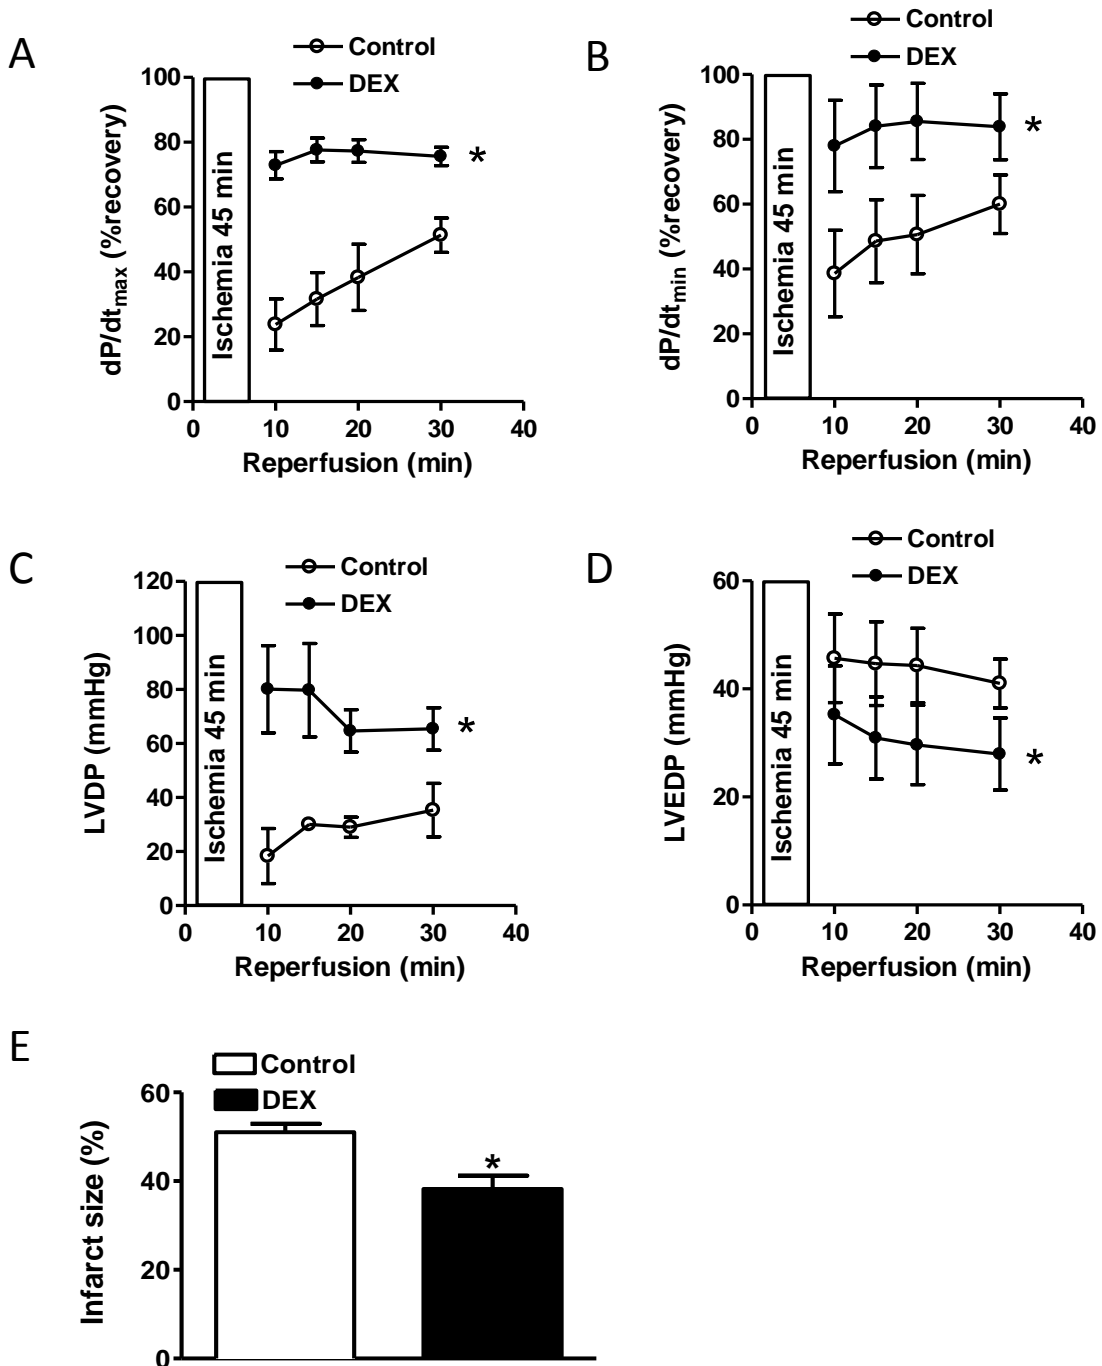 A
Control
DEX
dP/dtmax (%recovery)
100
80
60
40
20
0
Ischemia 45 min
*
0 10 20 30 40
Reperfusion (min)
B
Control
DEX
dP/dtmin (%recovery)
100
80
60
40
20
0
Ischemia 45 min
*
0 10 20 30 40
Reperfusion (min)
C
Control
DEX
LVDP (mmHg)
120
100
80
60
40
20
0
Ischemia 45 min
*
0 10 20 30 40
Reperfusion (min)
D
Control
DEX
LVEDP (mmHg)
60
40
20
0
Ischemia 45 min
*
0 10 20 30 40
Reperfusion (min)
E
Control
DEX
Infarct size (%)
60
40
20
0
*